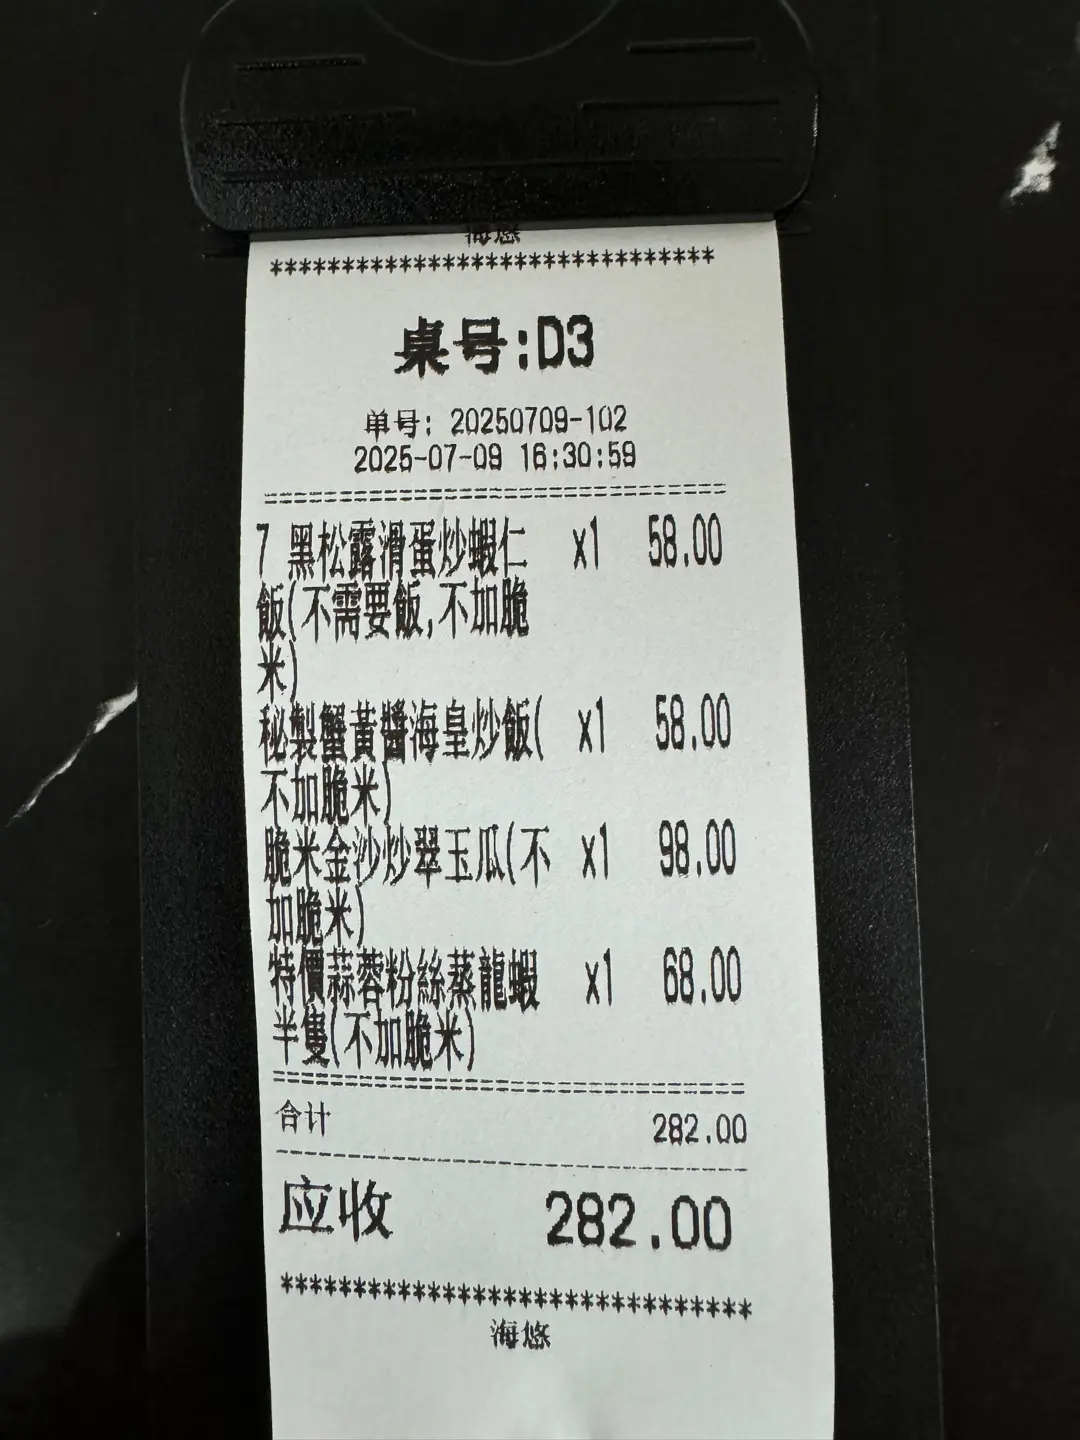 海悠
*******************************
桌号:D3
单号: 20250709-102
2025-07-09 16:30:59
7 黑松露滑蛋炒蝦仁 x1 58.00
飯(不需要飯,不加脆
米)
秘製蟹黃醬海皇炒飯( x1 58.00
不加脆米)
脆米金沙炒翠玉瓜(不 x1 98.00
加脆米)
特價蒜蓉粉絲蒸龍蝦 x1 68.00
半隻(不加脆米)
合计 282.00
应收 282.00
*******************************
海悠